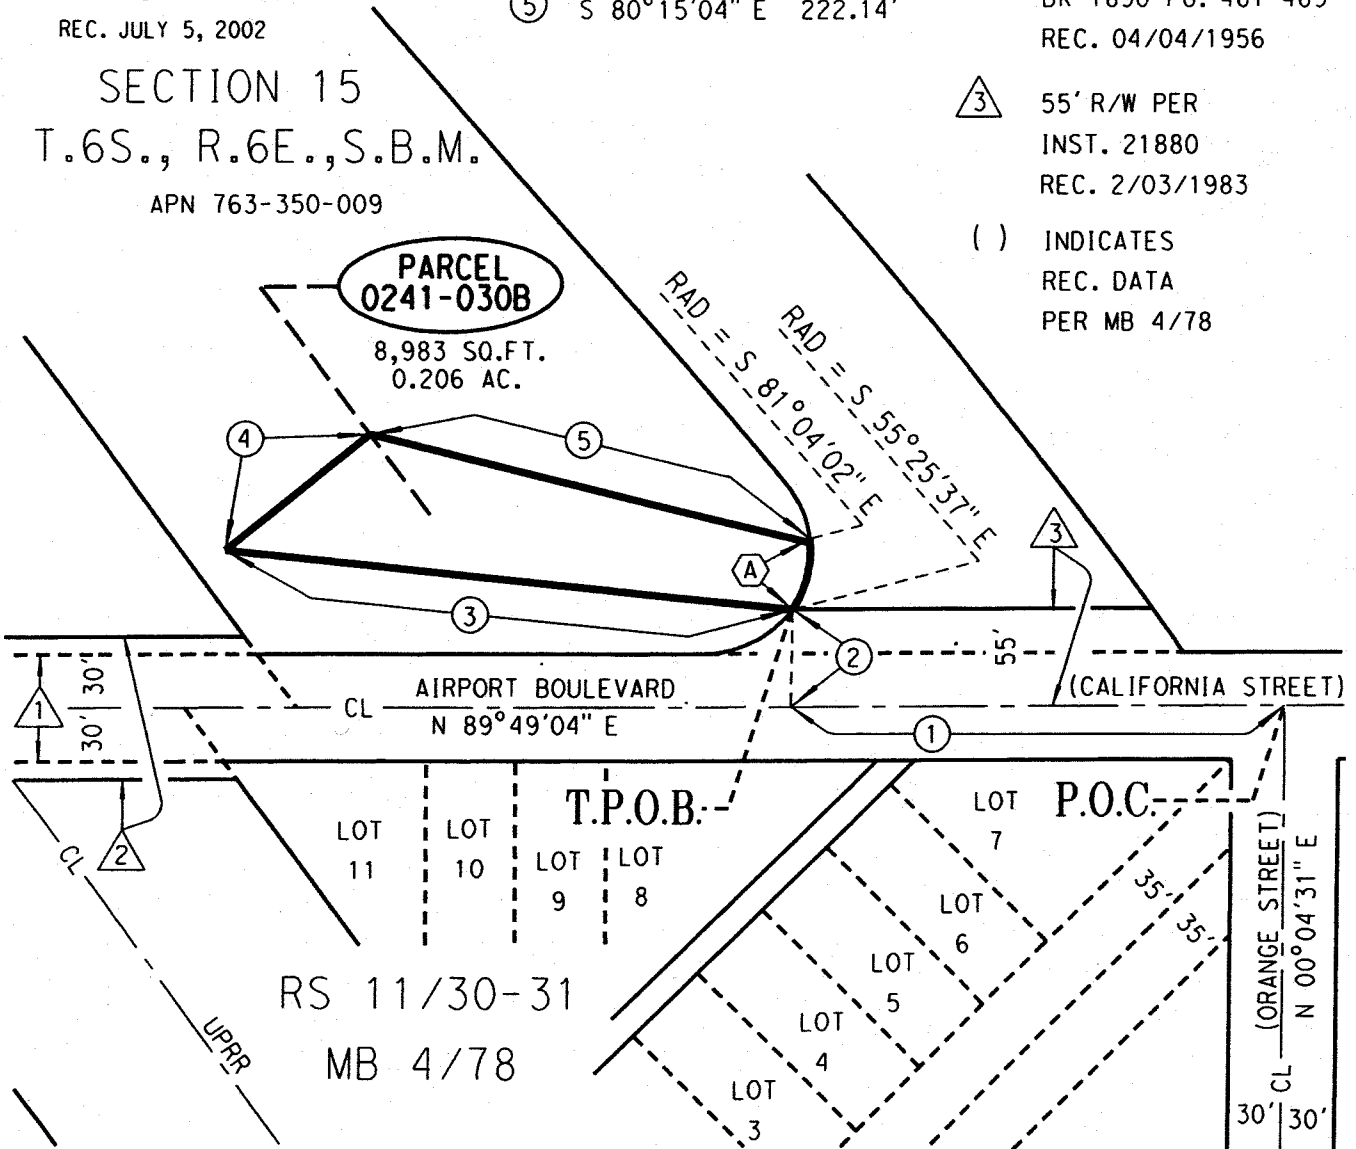 REC. JULY 5, 2002
SECTION 15
T.6S., R.6E.,S.B.M.
APN 763-350-009
5 S 80°15'04" E 222.14'
REC. 04/04/1956
3 55' R/W PER
INST. 21880
REC. 2/03/1983
( ) INDICATES
REC. DATA
PER MB 4/78
PARCEL
0241-030B
8,983 SQ.FT.
0.206 AC.
RAD = S 81°04'02" E
RAD = S 55°25'37" E
4
5
3
A
3
2
55'
1
30'
30'
AIRPORT BOULEVARD
CL
N 89°49'04" E
(CALIFORNIA STREET)
1
T.P.O.B.
P.O.C.
2
CL
UPRR
LOT
11
LOT
10
LOT
9
LOT
8
LOT
7
LOT
6
LOT
5
LOT
4
LOT
3
35'
35'
(ORANGE STREET)
N 00°04'31" E
CL
30'
30'
RS 11/30-31
MB 4/78